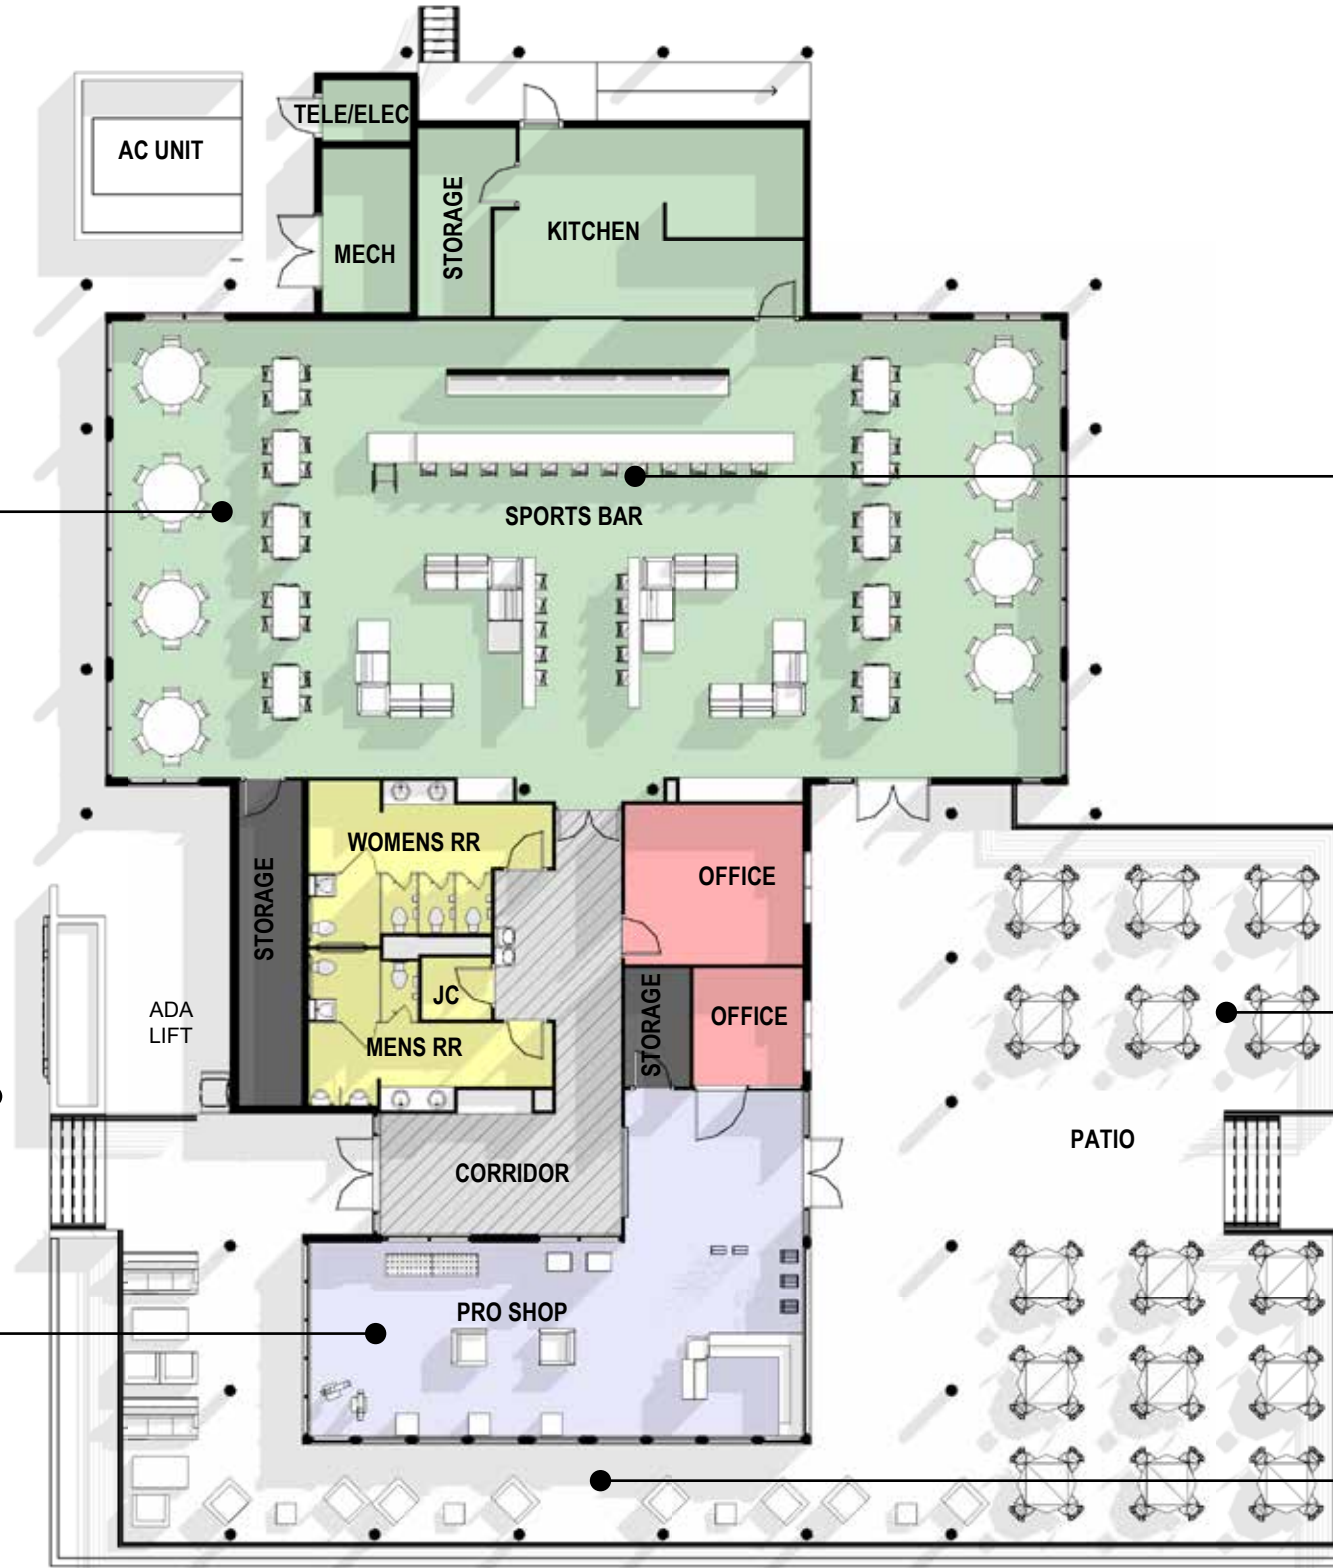 TELE/ELEC
AC UNIT
STORAGE
KITCHEN
MECH
SPORTS BAR
WOMENS RR
OFFICE
STORAGE
JC
ADA
LIFT
OFFICE
STORAGE
MENS RR
PATIO
CORRIDOR
PRO SHOP